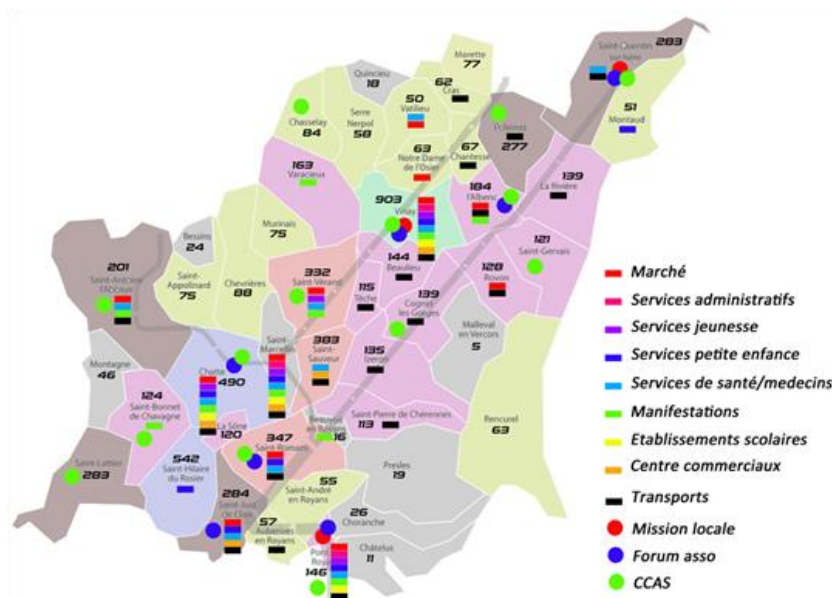 Morette
77
Saint-Quentin
sur Isère
283
62
Cras
Quincieu
18
50
Vatilieu
51
Montaud
Chasselay
84
Serre
Nerpol
58
Poliénas
277
63
Notre Dame
de l'Osier
67
Chantesse
163
Varacieux
184
l'Albenc
139
La Rivière
903
Vinay
Murinais
75
Bessins
24
144
Beaulieu
121
Saint-Gervais
201
Saint-Antoine
l'Abbaye
Saint-
Appolinard
75
Chevrières
88
332
Saint-Vérand
128
Rovon
115
Têche
139
Cognin
les Gorges
Malleval
en Vercors
5
Saint-
Marcellin
383
Saint-
Sauveur
135
Izeron
Montagne
46
Chatte
490
124
Saint-Bonnet
de Chavagne
Rencurel
63
Saint-Pierre de Chérennes
113
La Sône
120
Beauvoir
en Royans
16
347
Saint-Romans
Saint-Lattier
283
542
Saint-Hilaire
du Rosier
Presles
19
284
Saint-Just
de Claix
55
Saint-André
en Royans
26
Choranche
57
Auberives
en Royans
Châtelus
11
146
Marché
Services administratifs
Services jeunesse
Services petite enfance
Services de santé/medecins
Manifestations
Etablissements scolaires
Centre commerciaux
Transports
Mission locale
Forum asso
CCAS